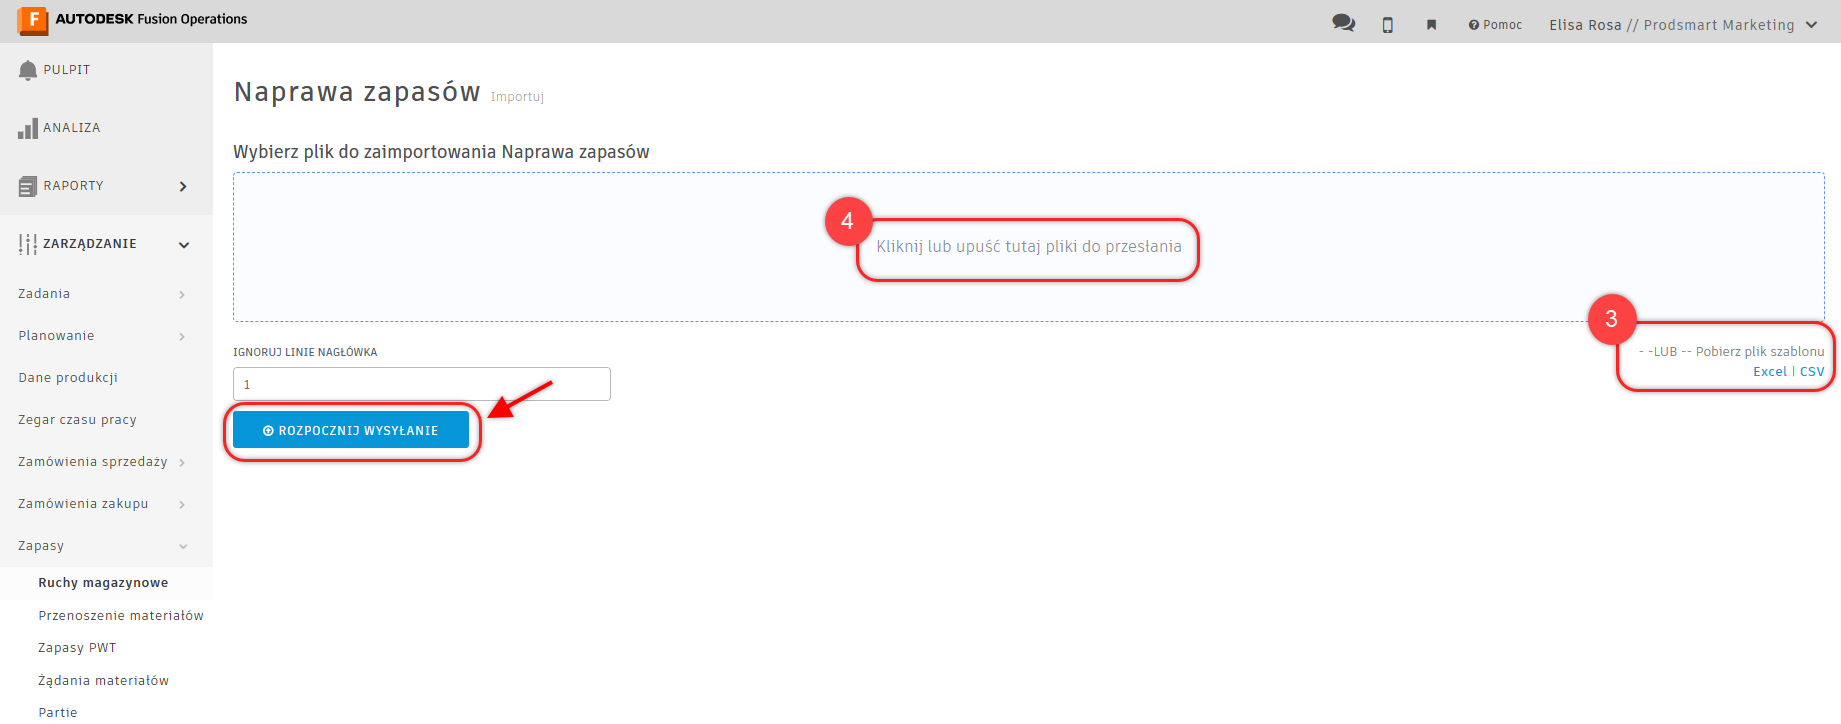 F AUTODESK Fusion Operations
Pomoc
Elisa Rosa // Prodsmart Marketing
PULPIT
ANALIZA
RAPORTY
ZARZĄDZANIE
Zadania
Planowanie
Dane produkcji
Zegar czasu pracy
Zamówienia sprzedaży
Zamówienia zakupu
Zapasy
Ruchy magazynowe
Przenoszenie materiałów
Zapasy PWT
Żądania materiałów
Partie
Naprawa zapasów Importuj
Wybierz plik do zaimportowania Naprawa zapasów
4
Kliknij lub upuść tutaj pliki do przesłania
3
- -LUB -- Pobierz plik szablonu
Excel | CSV
IGNORUJ LINIE NAGŁÓWKA
1
ROZPOCZNIJ WYSYŁANIE